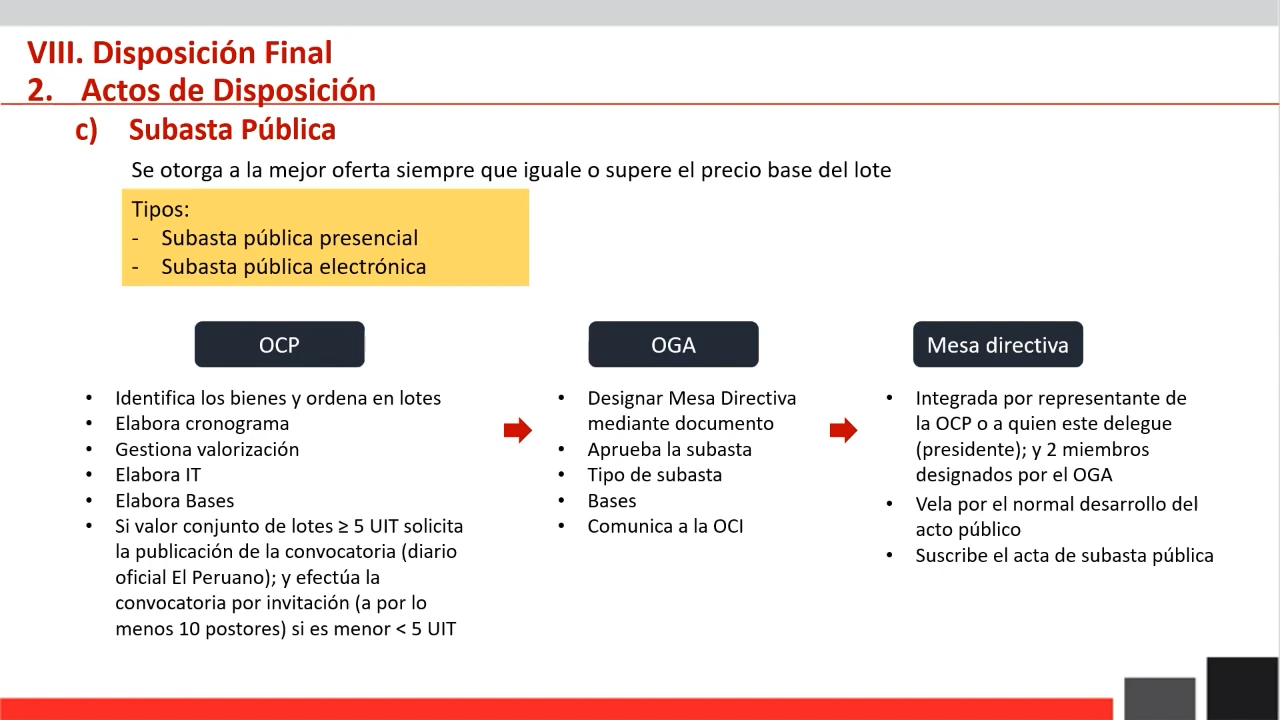 VIII. Disposición Final
2. Actos de Disposición
c) Subasta Pública
Se otorga a la mejor oferta siempre que iguale o supere el precio base del lote
Tipos:
- Subasta pública presencial
- Subasta pública electrónica
OCP
• Identifica los bienes y ordena en lotes
• Elabora cronograma
• Gestiona valorización
• Elabora IT
• Elabora Bases
• Si valor conjunto de lotes ≥ 5 UIT solicita
la publicación de la convocatoria (diario
oficial El Peruano); y efectúa la
convocatoria por invitación (a por lo
menos 10 postores) si es menor < 5 UIT
OGA
• Designar Mesa Directiva
mediante documento
• Aprueba la subasta
• Tipo de subasta
• Bases
• Comunica a la OCI
Mesa directiva
• Integrada por representante de
la OCP o a quien este delegue
(presidente); y 2 miembros
designados por el OGA
• Vela por el normal desarrollo del
acto público
• Suscribe el acta de subasta pública